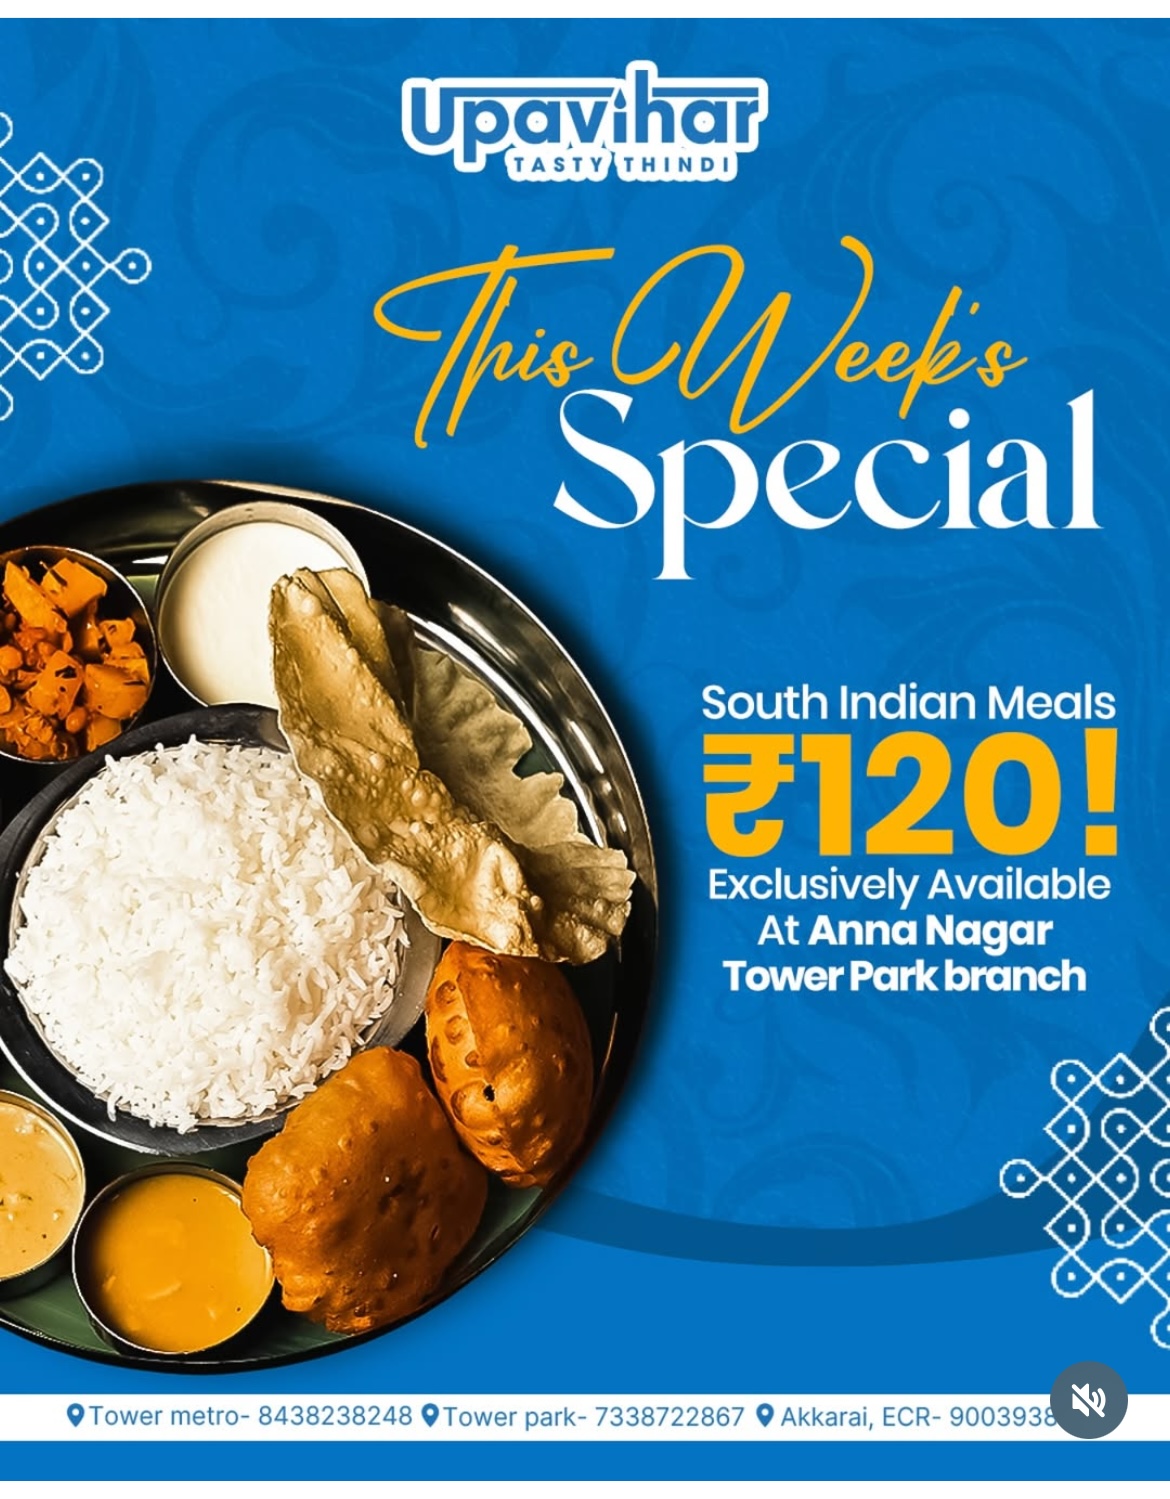 Upavihar
TASTY THINDI
This Week's
Special
South Indian Meals
₹120!
Exclusively Available
At Anna Nagar
Tower Park branch
Tower metro- 8438238248 Tower park- 7338722867 Akkarai, ECR-